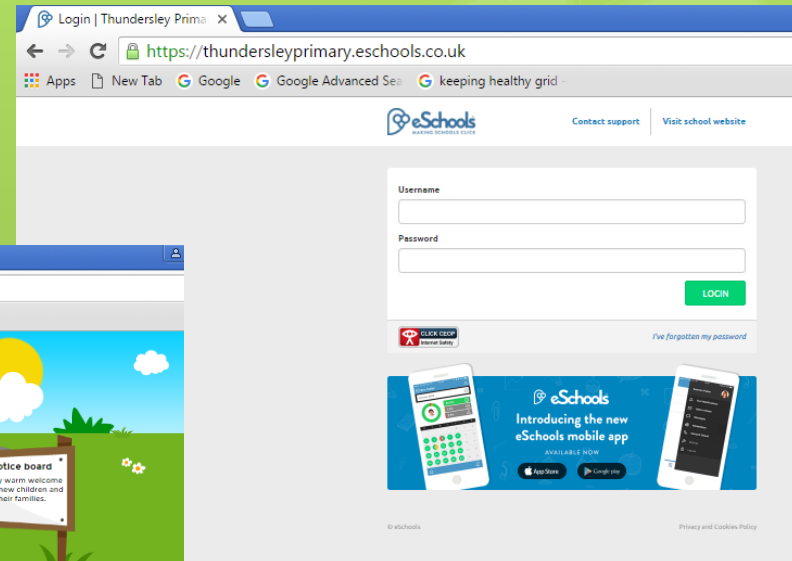 Login | Thundersley Prima
https://thundersleyprimary.eschools.co.uk
Apps New Tab Google Google Advanced Sea keeping healthy grid -
eSchools
MAKING SCHOOLS CLICK
Contact support Visit school website
Username
Password
LOGIN
CLICK CEOP
Internet Safety
I've forgotten my password
eSchools
Introducing the new
eSchools mobile app
AVAILABLE NOW
App Store Google play
© eSchools Privacy and Cookies Policy
otice board
y warm welcome
new children and
heir families.